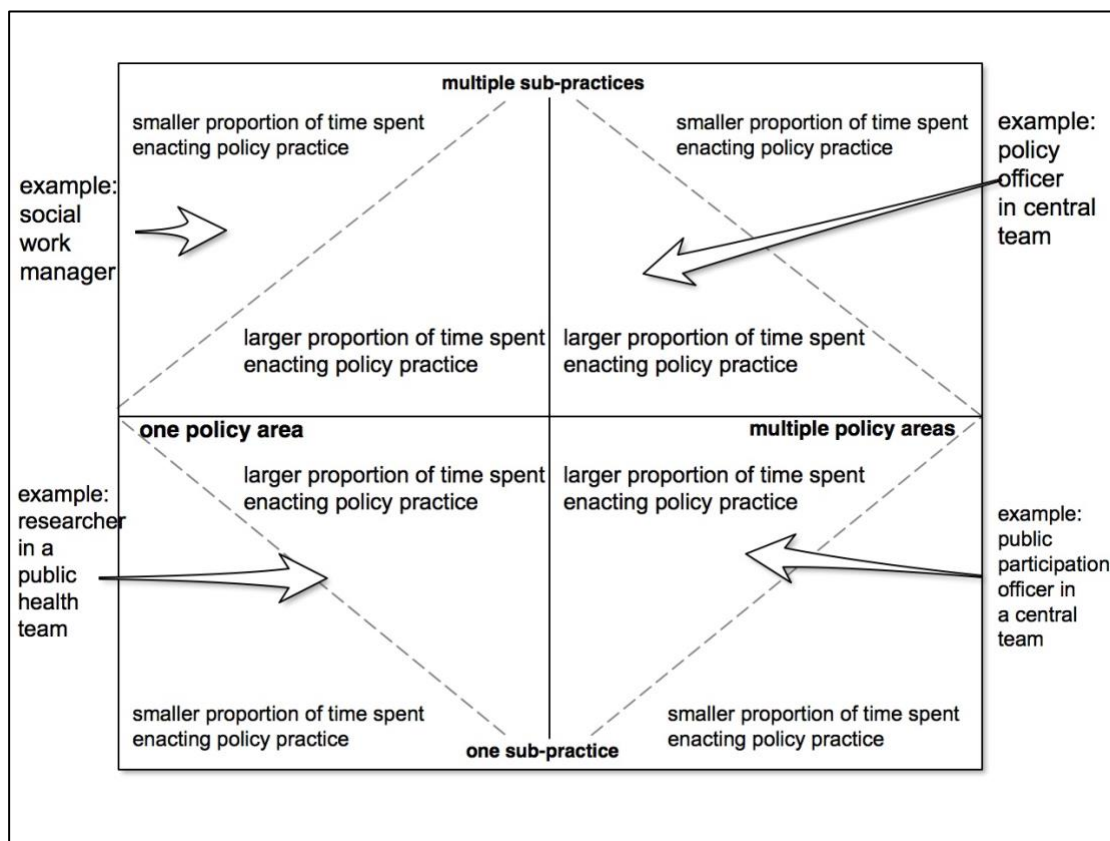 multiple sub-practices
smaller proportion of time spent
enacting policy practice
smaller proportion of time spent
enacting policy practice
example:
social
work
manager
example:
policy
officer
in central
team
larger proportion of time spent
enacting policy practice
larger proportion of time spent
enacting policy practice
one policy area
multiple policy areas
larger proportion of time spent
enacting policy practice
larger proportion of time spent
enacting policy practice
example:
researcher
in a
public
health
team
example:
public
participation
officer in
a central
team
smaller proportion of time spent
enacting policy practice
smaller proportion of time spent
enacting policy practice
one sub-practice